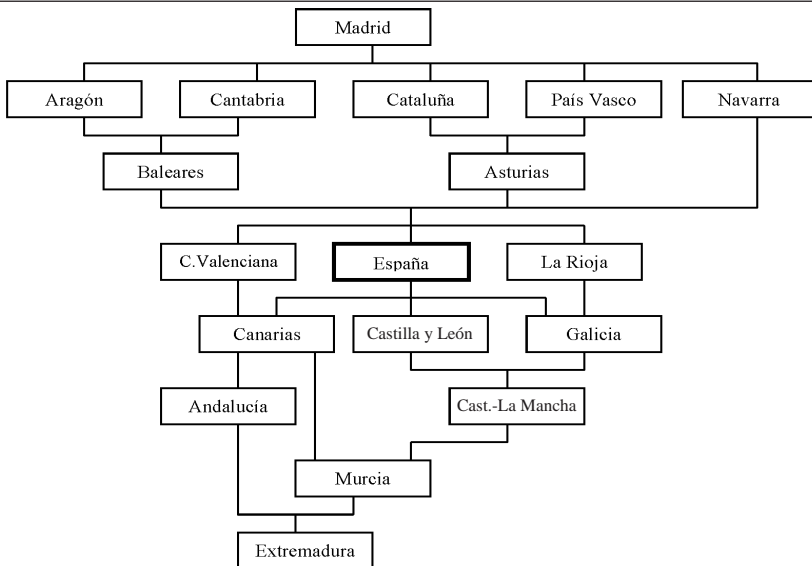 Madrid
Aragón
Cantabria
Cataluña
País Vasco
Navarra
Baleares
Asturias
C.Valenciana
España
La Rioja
Canarias
Castilla y León
Galicia
Andalucía
Cast.-La Mancha
Murcia
Extremadura